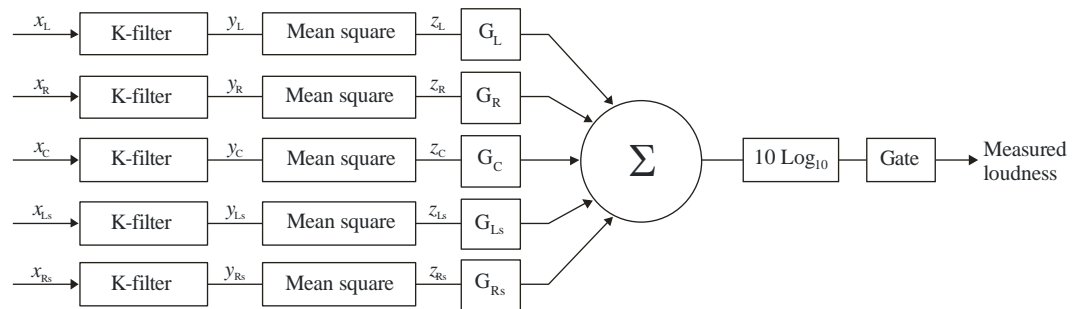 x_L K-filter y_L Mean square z_L G_L
x_R K-filter y_R Mean square z_R G_R
x_C K-filter y_C Mean square z_C G_C
Σ 10 Log_10 Gate Measured
loudness
x_Ls K-filter y_Ls Mean square z_Ls G_Ls
x_Rs K-filter y_Rs Mean square z_Rs G_Rs